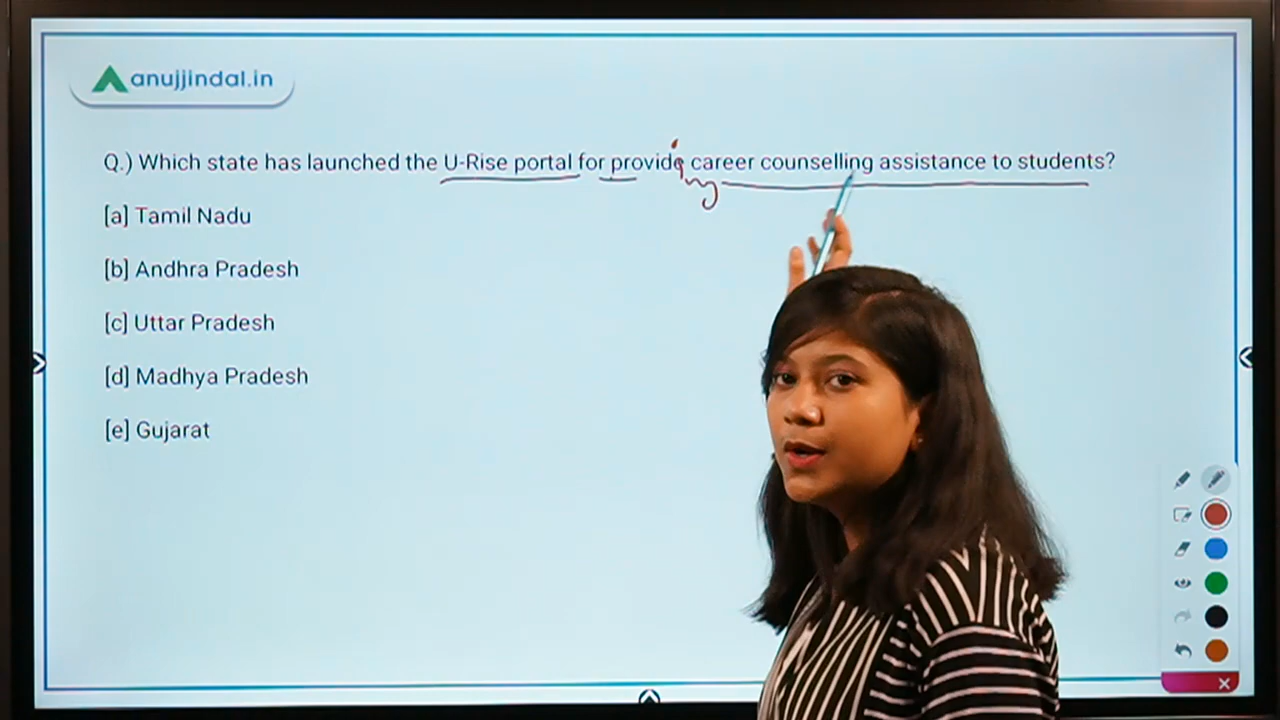 anujjindal.in
Q.) Which state has launched the U-Rise portal for provide career counselling assistance to students?
ing
[a] Tamil Nadu
[b] Andhra Pradesh
[c] Uttar Pradesh
[d] Madhya Pradesh
[e] Gujarat